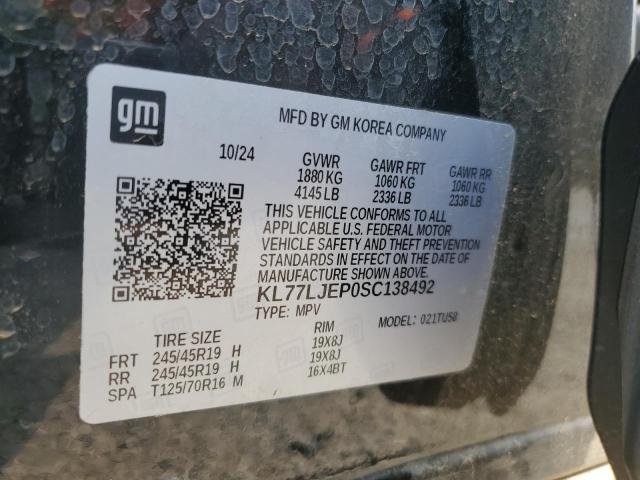 gm
MFD BY GM KOREA COMPANY
10/24 GVWR GAWR FRT GAWR RR
1880 KG 1060 KG 1060 KG
4145 LB 2336 LB 2336 LB
THIS VEHICLE CONFORMS TO ALL
APPLICABLE U.S. FEDERAL MOTOR
VEHICLE SAFETY AND THEFT PREVENTION
STANDARDS IN EFFECT ON THE DATE OF
MANUFACTURE SHOWN ABOVE.
KL77LJEP0SC138492
TYPE: MPV MODEL: 021TU58
TIRE SIZE RIM
FRT 245/45R19 H 19X8J
RR 245/45R19 H 19X8J
SPA T125/70R16 M 16X4BT